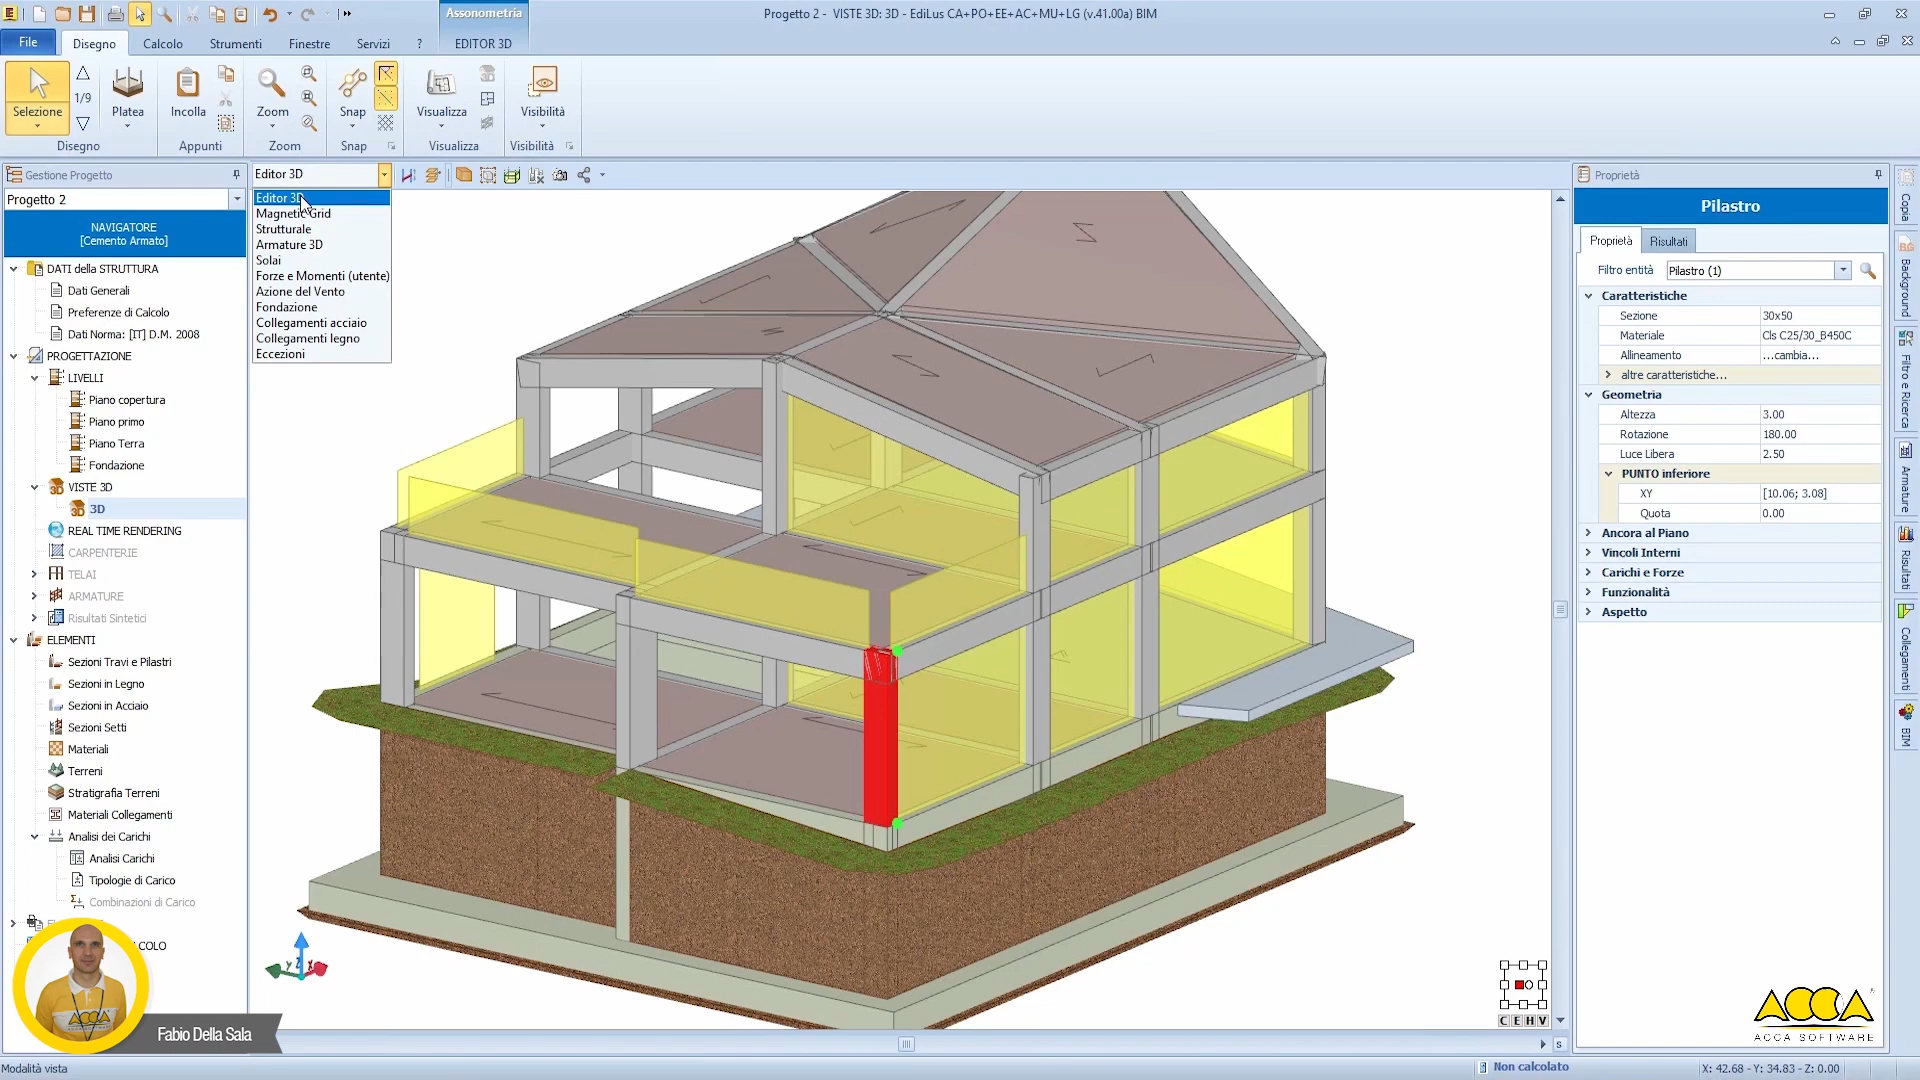 Assonometria
Progetto 2 - VISTE 3D: 3D - EdiLus CA+PO+EE+AC+MU+LG (v.41.00a) BIM
File
Disegno
Calcolo
Strumenti
Finestre
Servizi
?
EDITOR 3D
Selezione
1/9
Platea
Incolla
Zoom
Snap
Visualizza
Visibilità
Disegno
Appunti
Zoom
Snap
Visualizza
Visibilità
Gestione Progetto
Progetto 2
NAVIGATORE
[Cemento Armato]
DATI della STRUTTURA
Dati Generali
Preferenze di Calcolo
Dati Norma: [IT] D.M. 2008
PROGETTAZIONE
LIVELLI
Piano copertura
Piano primo
Piano Terra
Fondazione
VISTE 3D
3D
REAL TIME RENDERING
CARPENTERIE
TELAI
ARMATURE
Risultati Sintetici
ELEMENTI
Sezioni Travi e Pilastri
Sezioni in Legno
Sezioni in Acciaio
Sezioni Setti
Materiali
Terreni
Stratigrafia Terreni
Materiali Collegamenti
Analisi dei Carichi
Analisi Carichi
Tipologie di Carico
Combinazioni di Carico
Fabio Della Sala
Modalità vista
Editor 3D
Editor 3D
Magnetic Grid
Strutturale
Armature 3D
Solai
Forze e Momenti (utente)
Azione del Vento
Fondazione
Collegamenti acciaio
Collegamenti legno
Eccezioni
C E H V
S
Proprietà
Pilastro
Proprietà
Risultati
Filtro entità
Pilastro (1)
Caratteristiche
Sezione 30x50
Materiale Cls C25/30_B450C
Allineamento ...cambia...
altre caratteristiche...
Geometria
Altezza 3.00
Rotazione 180.00
Luce Libera 2.50
PUNTO inferiore
XY [10.06; 3.08]
Quota 0.00
Ancora al Piano
Vincoli Interni
Carichi e Forze
Funzionalità
Aspetto
Copia
Background
Filtro e Ricerca
Armature
Risultati
Collegamenti
BIM
ACCA
ACCA SOFTWARE
Non calcolato
X: 42.68 - Y: 34.83 - Z: 0.00